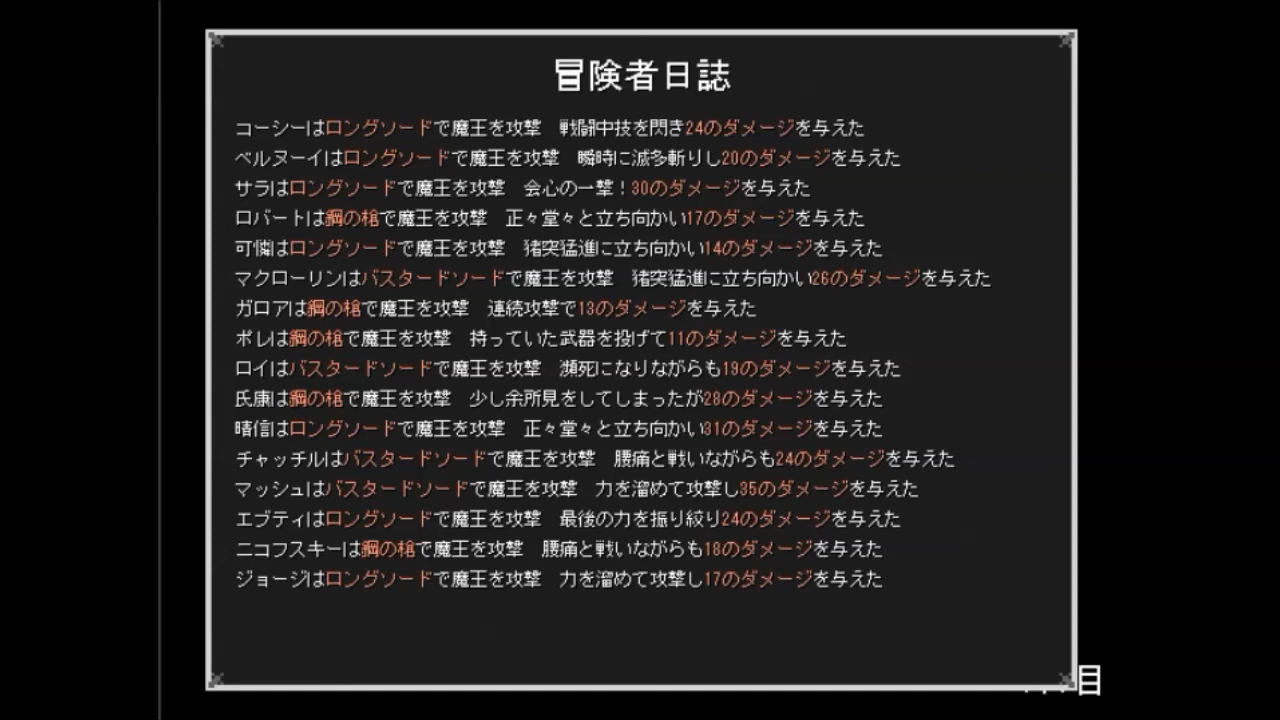 冒険者日誌
コーシーはロングソードで魔王を攻撃　戦闘中技を閃き24のダメージを与えた
ベルヌーイはロングソードで魔王を攻撃　瞬時に滅多斬りし20のダメージを与えた
サラはロングソードで魔王を攻撃　会心の一撃！30のダメージを与えた
ロバートは鋼の槍で魔王を攻撃　正々堂々と立ち向かい17のダメージを与えた
可憐はロングソードで魔王を攻撃　猪突猛進に立ち向かい14のダメージを与えた
マクローリンはバスタードソードで魔王を攻撃　猪突猛進に立ち向かい26のダメージを与えた
ガロアは鋼の槍で魔王を攻撃　連続攻撃で13のダメージを与えた
ポレは鋼の槍で魔王を攻撃　持っていた武器を投げて11のダメージを与えた
ロイはバスタードソードで魔王を攻撃　瀕死になりながらも19のダメージを与えた
氏康は鋼の槍で魔王を攻撃　少し余所見をしてしまったが28のダメージを与えた
晴信はロングソードで魔王を攻撃　正々堂々と立ち向かい31のダメージを与えた
チャッチルはバスタードソードで魔王を攻撃　腰痛と戦いながらも24のダメージを与えた
マッシュはバスタードソードで魔王を攻撃　力を溜めて攻撃し35のダメージを与えた
エブティはロングソードで魔王を攻撃　最後の力を振り絞り24のダメージを与えた
ニコフスキーは鋼の槍で魔王を攻撃　腰痛と戦いながらも18のダメージを与えた
ジョージはロングソードで魔王を攻撃　力を溜めて攻撃し17のダメージを与えた
目